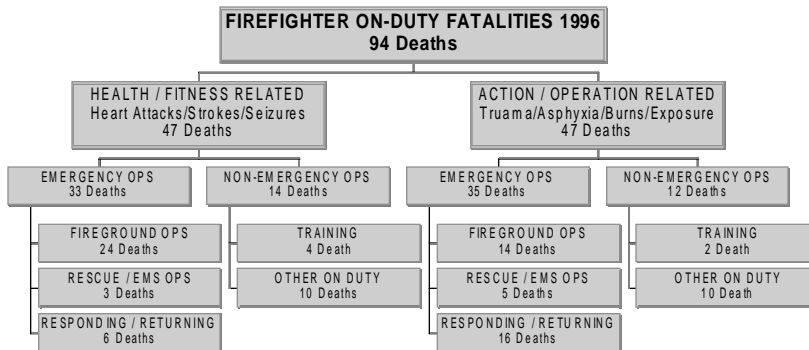 FIREFIGHTER ON-DUTY FATALITIES 1996
94 Deaths
HEALTH / FITNESS RELATED
Heart Attacks/Strokes/Seizures
47 Deaths
EMERGENCY OPS
33 Deaths
FIREGROUND OPS
24 Deaths
RESCUE / EMS OPS
3 Deaths
RESPONDING / RETURNING
6 Deaths
NON-EMERGENCY OPS
14 Deaths
TRAINING
4 Death
OTHER ON DUTY
10 Deaths
ACTION / OPERATION RELATED
Truama/Asphyxia/Burns/Exposure
47 Deaths
EMERGENCY OPS
35 Deaths
FIREGROUND OPS
14 Deaths
RESCUE / EMS OPS
5 Deaths
RESPONDING / RETURNING
16 Deaths
NON-EMERGENCY OPS
12 Deaths
TRAINING
2 Death
OTHER ON DUTY
10 Death